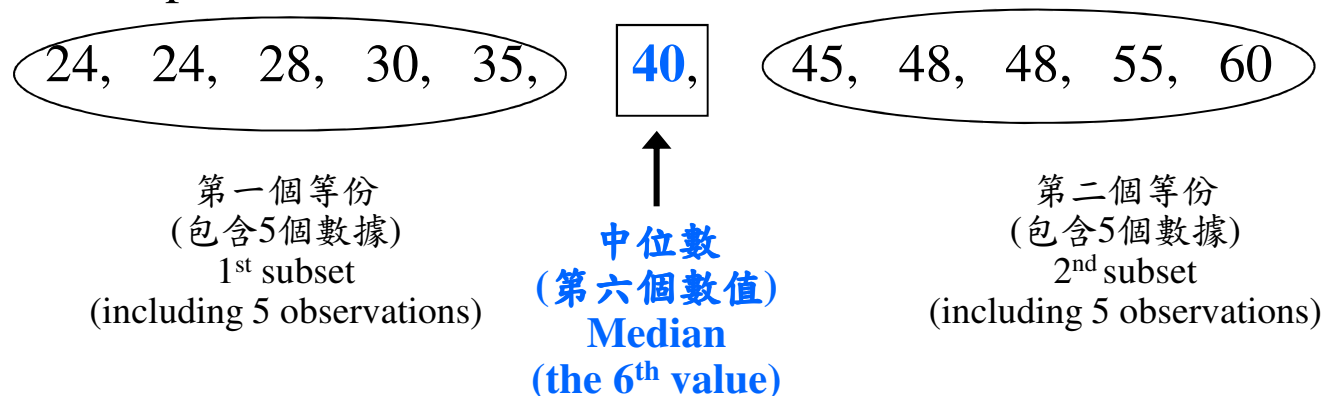 24, 24, 28, 30, 35, 40, 45, 48, 48, 55, 60
第一個等份
(包含5個數據)
1st subset
(including 5 observations)
中位數
(第六個數值)
Median
(the 6th value)
第二個等份
(包含5個數據)
2nd subset
(including 5 observations)